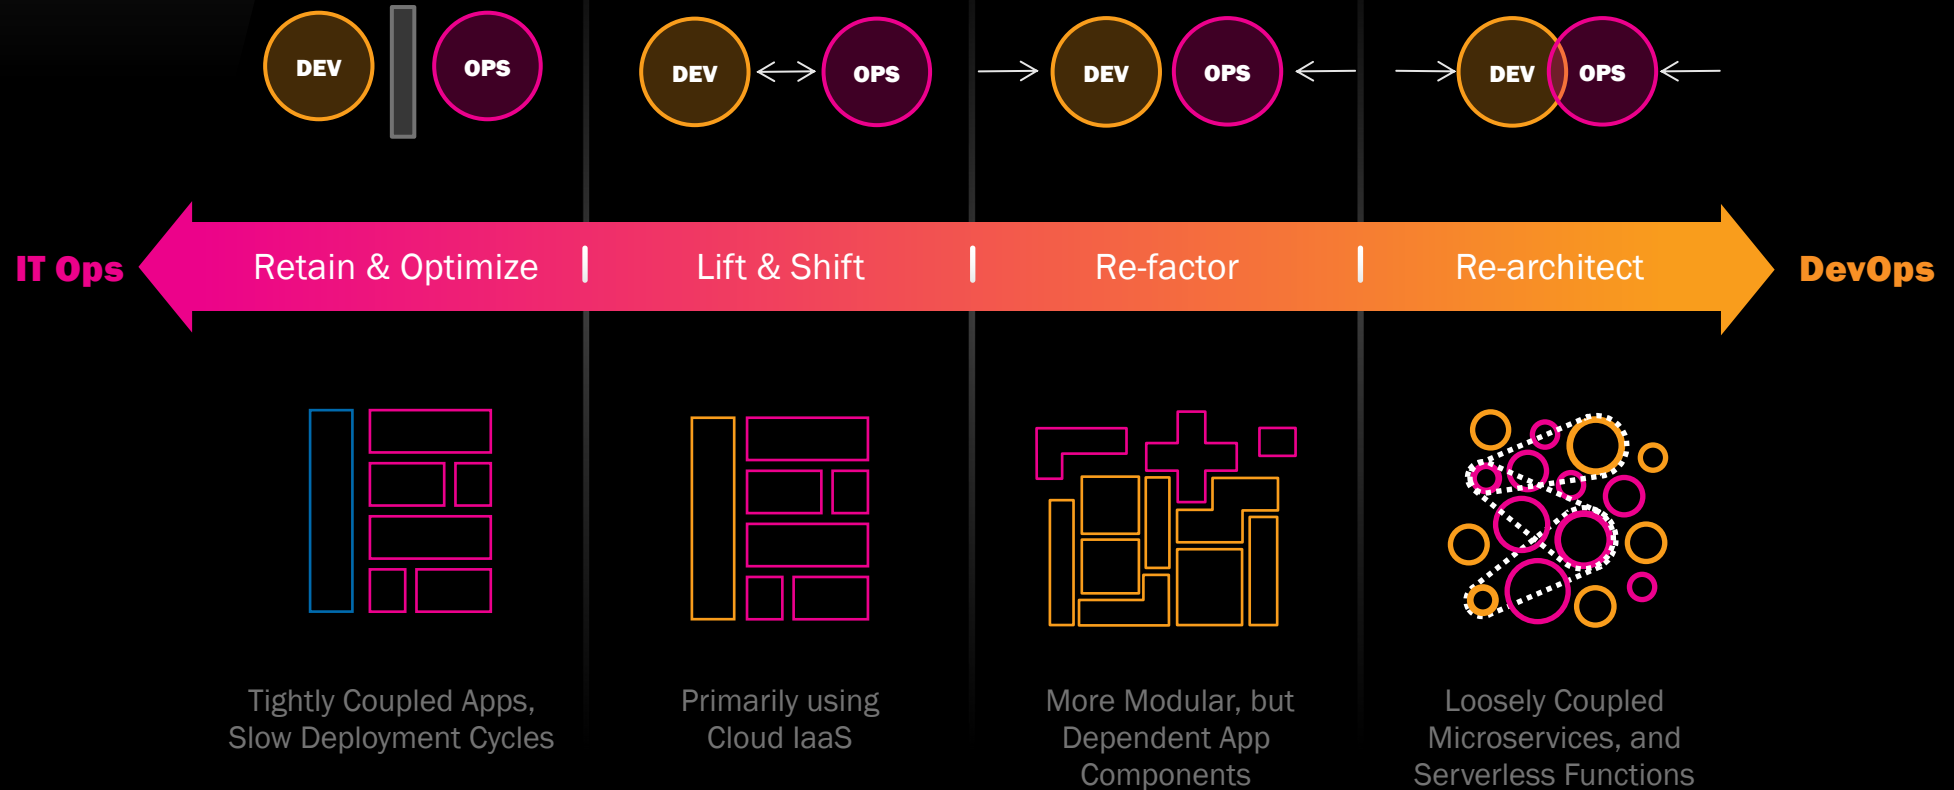 DEV
OPS
DEV
OPS
DEV
OPS
DEV
OPS
IT Ops
Retain & Optimize
Lift & Shift
Re-factor
Re-architect
DevOps
Tightly Coupled Apps,
Slow Deployment Cycles
Primarily using
Cloud IaaS
More Modular, but
Dependent App
Components
Loosely Coupled
Microservices, and
Serverless Functions